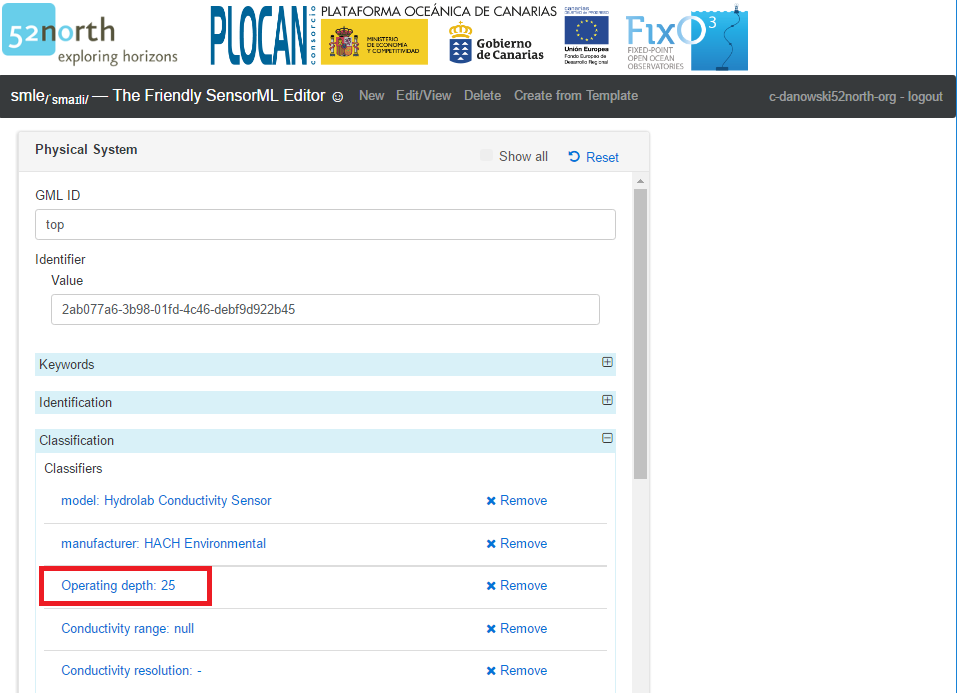 52north
exploring horizons
PLOCAN
consorcio
PLATAFORMA OCEÁNICA DE CANARIAS
MINISTERIO
DE ECONOMÍA
Y COMPETITIVIDAD
Gobierno
de Canarias
canarias
Unión Europea
Fondo Europeo de
Desarrollo Regional
FixO3
FIXED-POINT
OPEN OCEAN
OBSERVATORIES
smle/ˈsmaɪli/ — The Friendly SensorML Editor ☺ New Edit/View Delete Create from Template c-danowski52north-org - logout
Physical System
Show all Reset
GML ID
top
Identifier
Value
2ab077a6-3b98-01fd-4c46-debf9d922b45
Keywords
Identification
Classification
Classifiers
model: Hydrolab Conductivity Sensor ✖ Remove
manufacturer: HACH Environmental ✖ Remove
Operating depth: 25 ✖ Remove
Conductivity range: null ✖ Remove
Conductivity resolution: - ✖ Remove